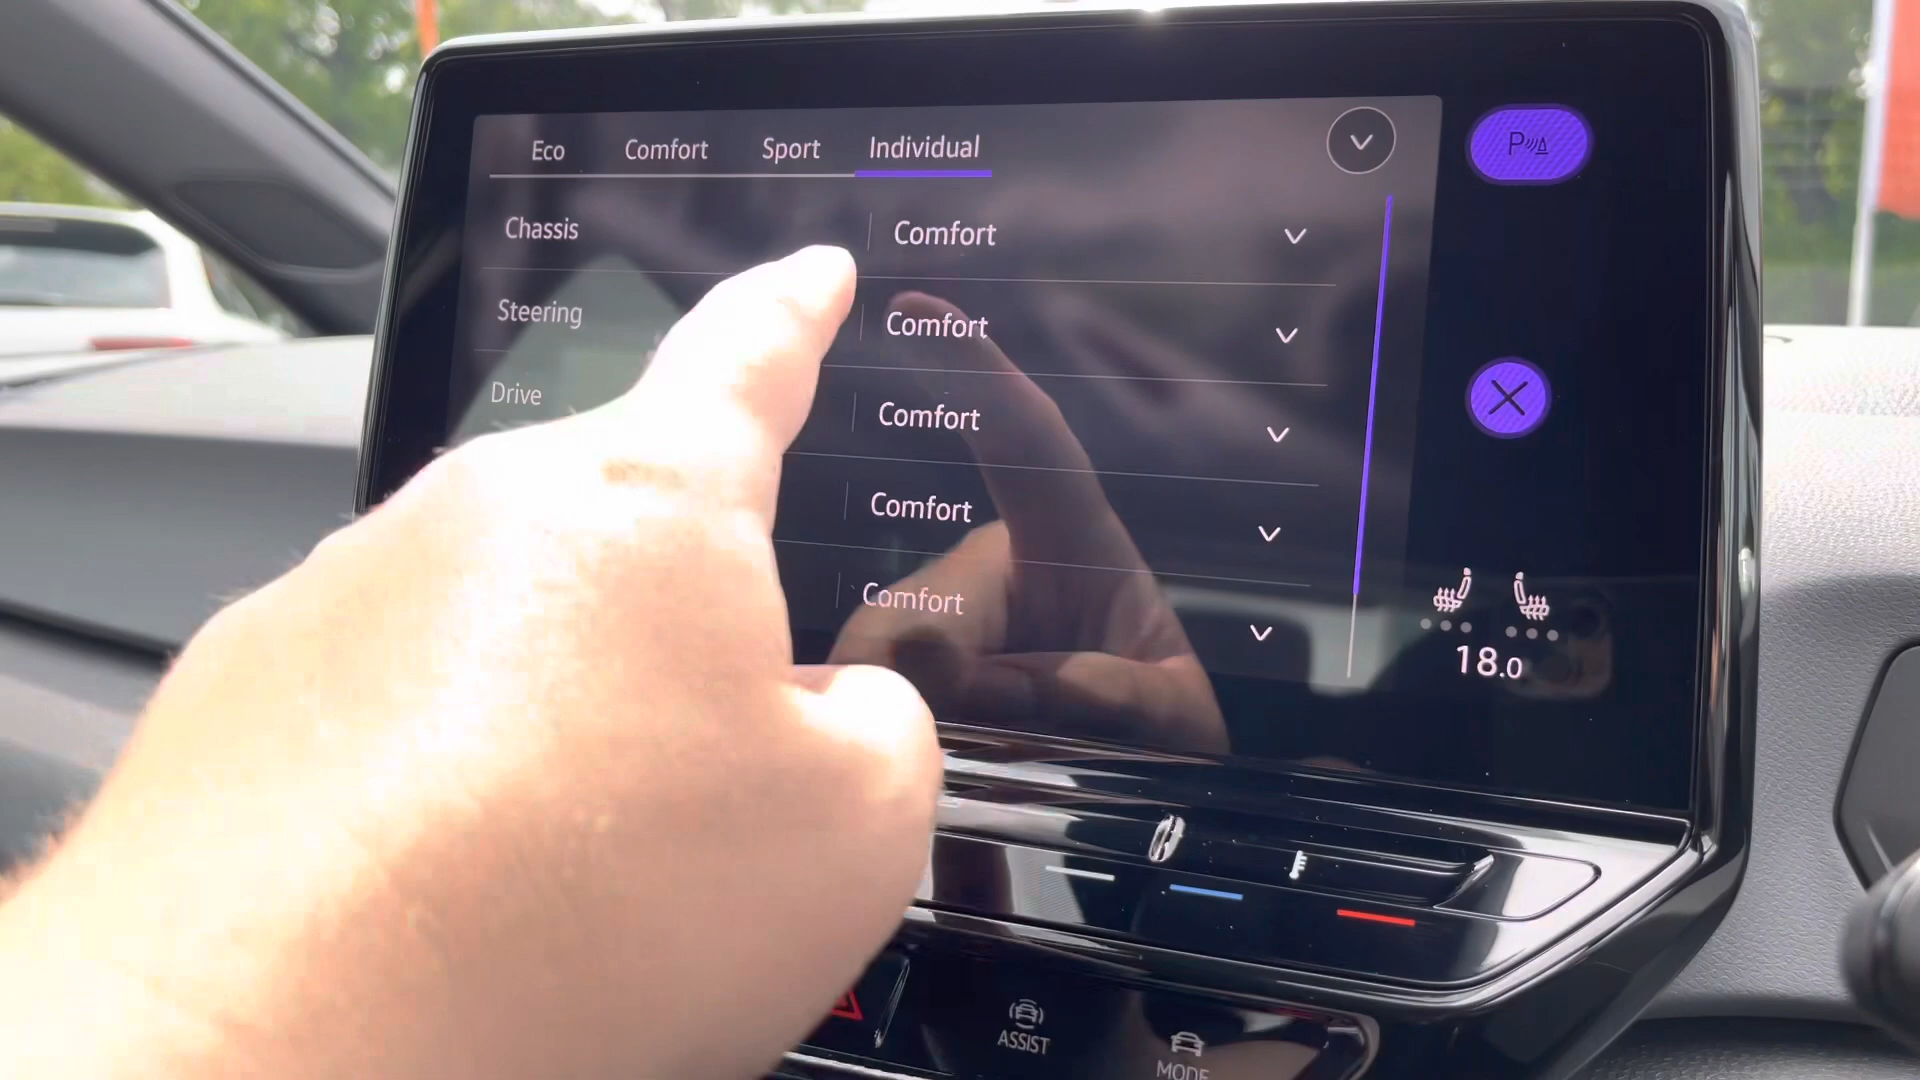 Eco Comfort Sport Individual
Chassis Comfort
Steering Comfort
Drive Comfort
Comfort
Comfort
P
18.0
ASSIST
MODE